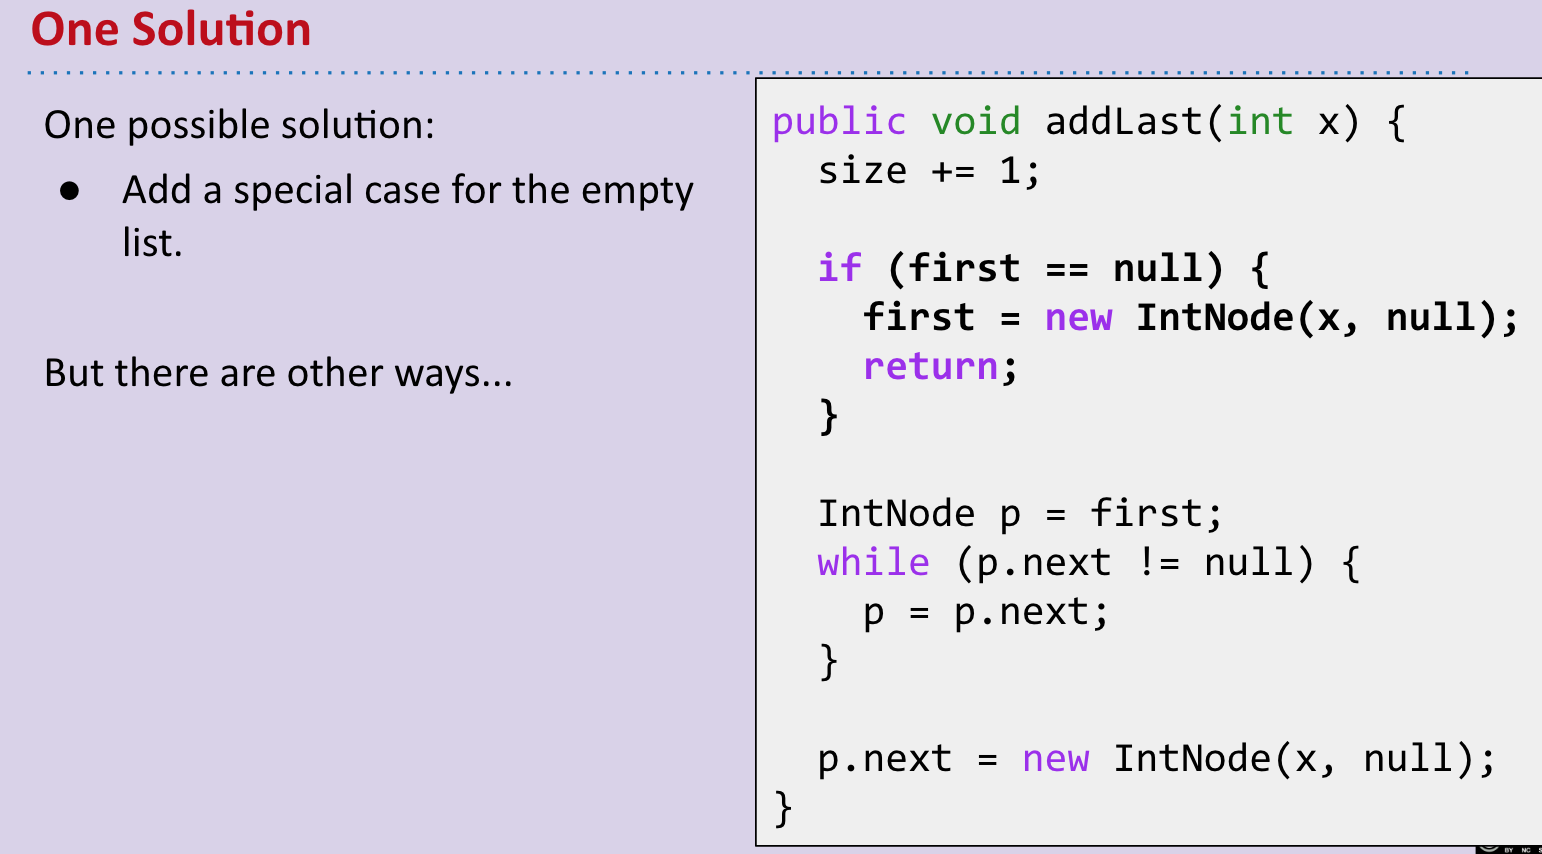 One Solution
One possible solution:
● Add a special case for the empty
list.
But there are other ways...
public void addLast(int x) {
  size += 1;
  if (first == null) {
    first = new IntNode(x, null);
    return;
  }
  IntNode p = first;
  while (p.next != null) {
    p = p.next;
  }
  p.next = new IntNode(x, null);
}
BY NC S